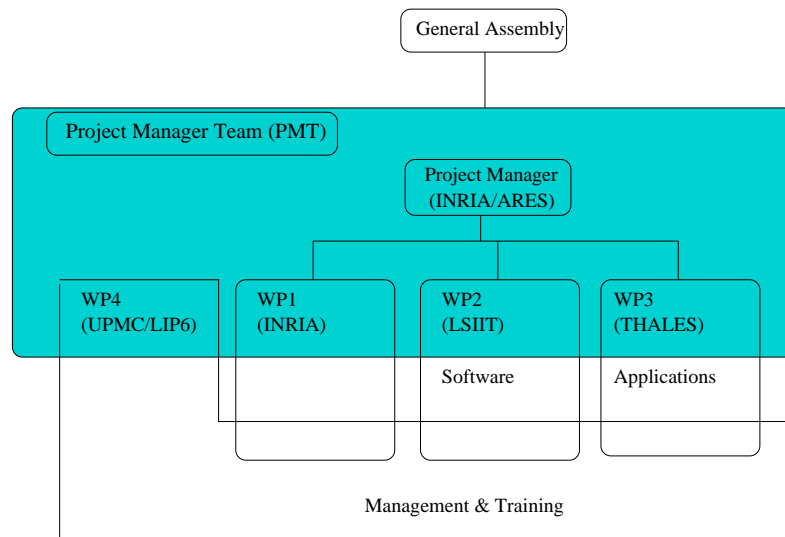 General Assembly
Project Manager Team (PMT)
Project Manager
(INRIA/ARES)
WP4
(UPMC/LIP6)
WP1
(INRIA)
WP2
(LSIIT)
WP3
(THALES)
Software
Applications
Management & Training